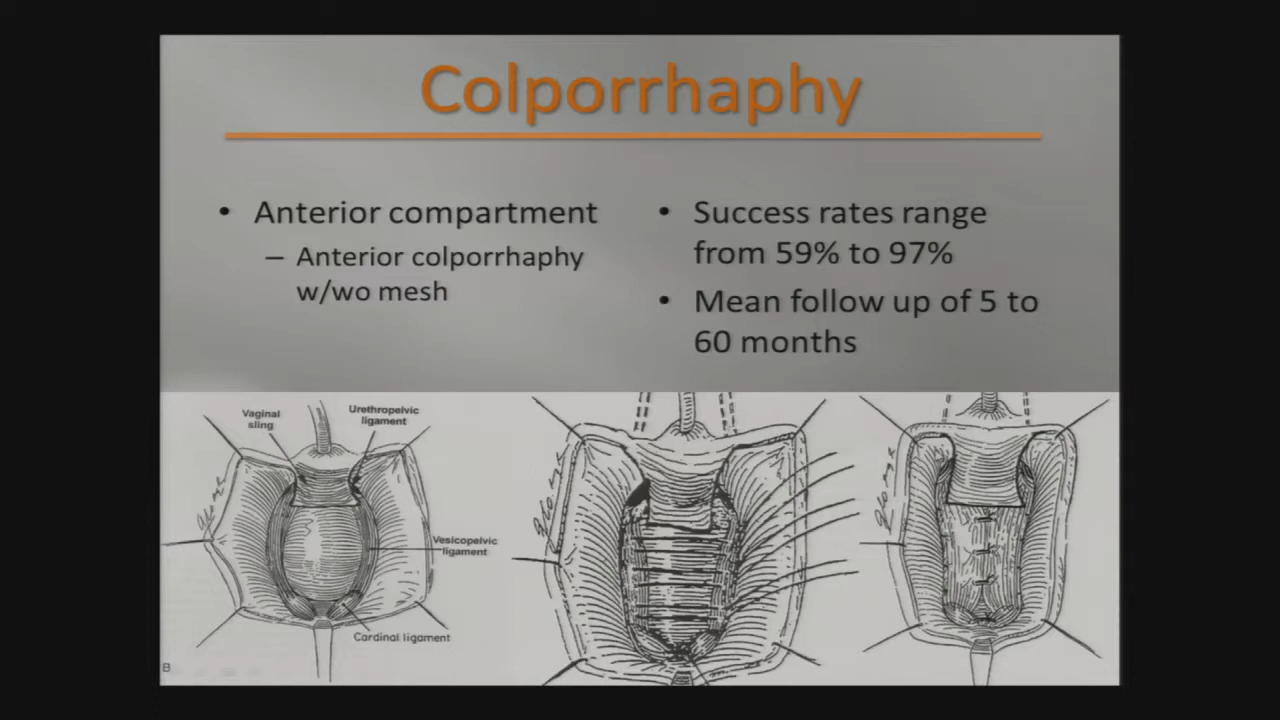 Colporrhaphy
• Anterior compartment
– Anterior colporrhaphy
w/wo mesh
• Success rates range
from 59% to 97%
• Mean follow up of 5 to
60 months
Vaginal
sling
Urethropelvic
ligament
Vesicopelvic
ligament
Cardinal ligament
B